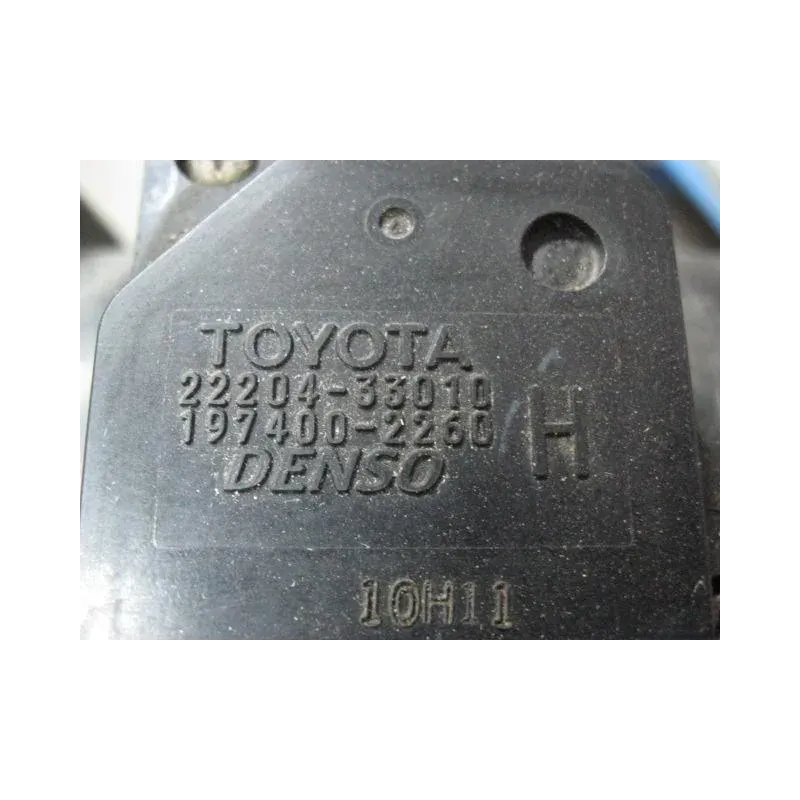 TOYOTA
22204-33010
197400-2260
DENSO
H
10H11